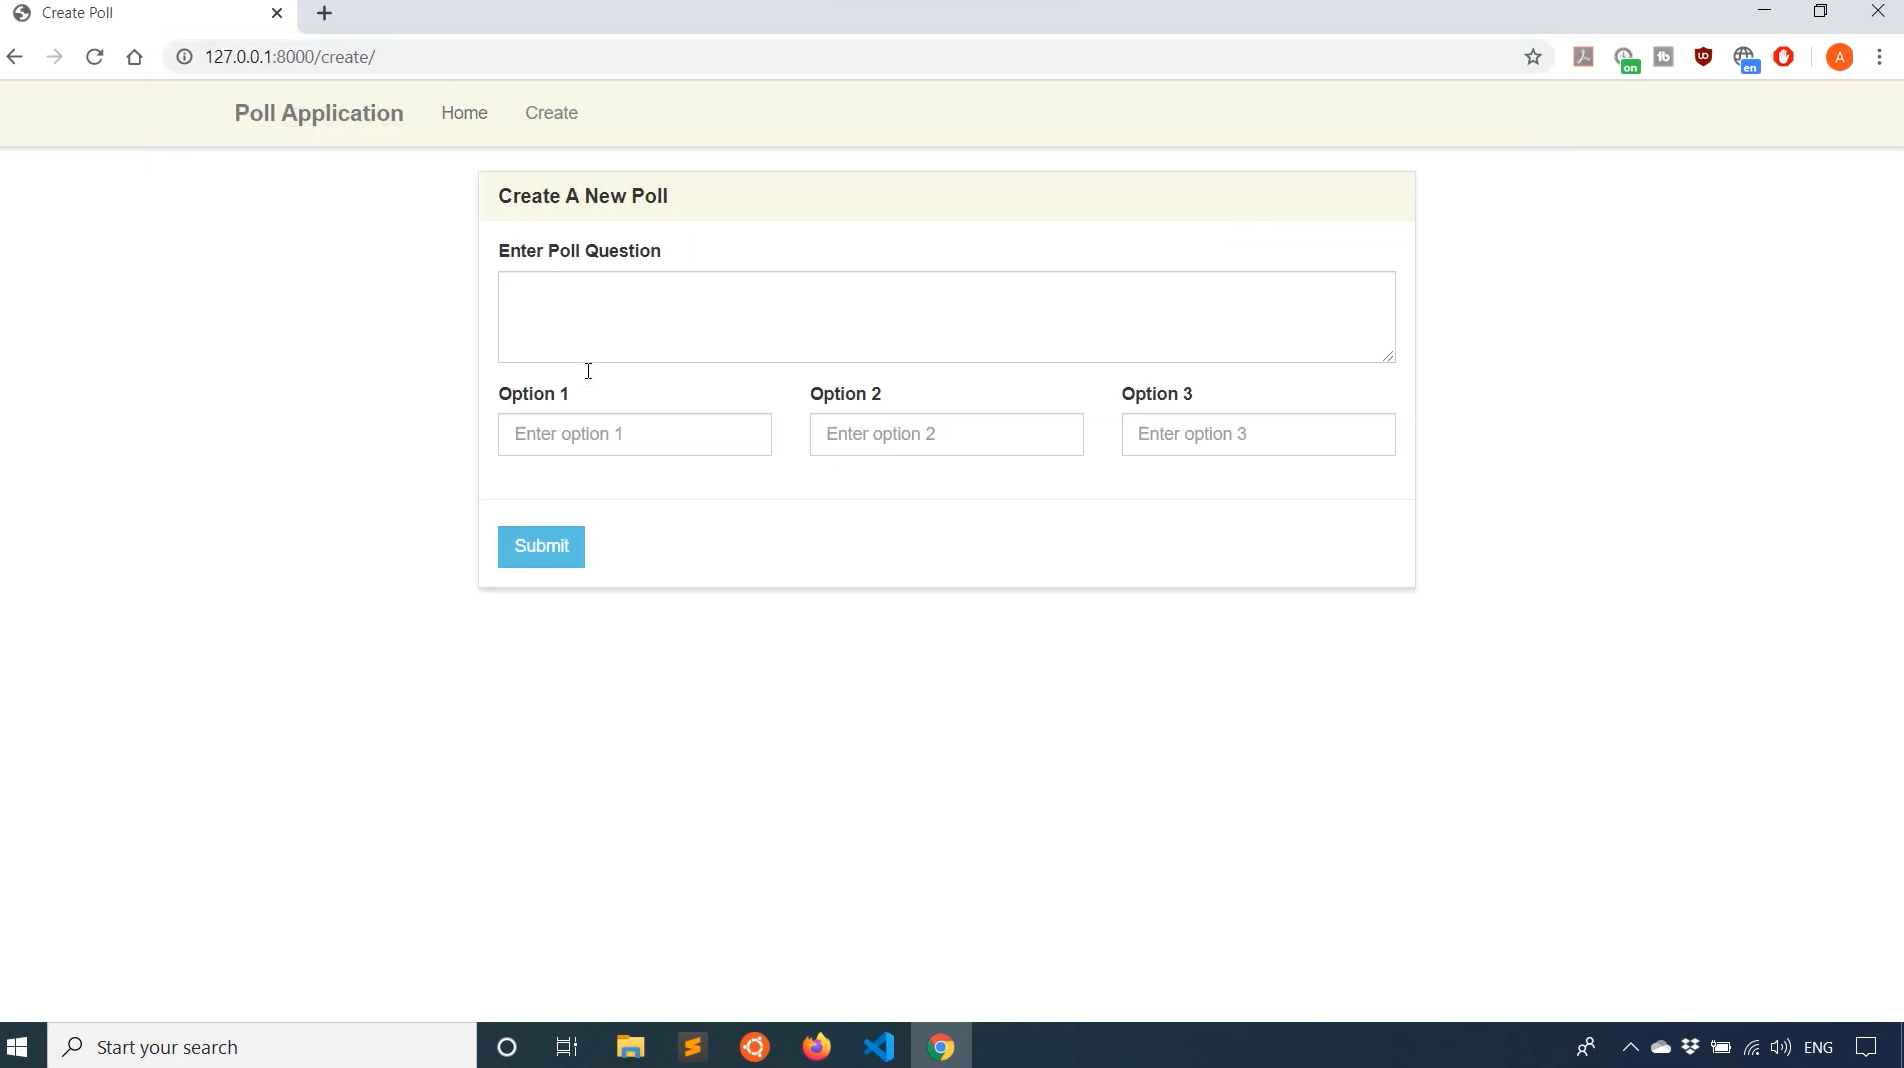 Create Poll
127.0.0.1:8000/create/
on
en
A
Poll Application Home Create
Create A New Poll
Enter Poll Question
Option 1 Option 2 Option 3
Enter option 1 Enter option 2 Enter option 3
Submit
Start your search
ENG